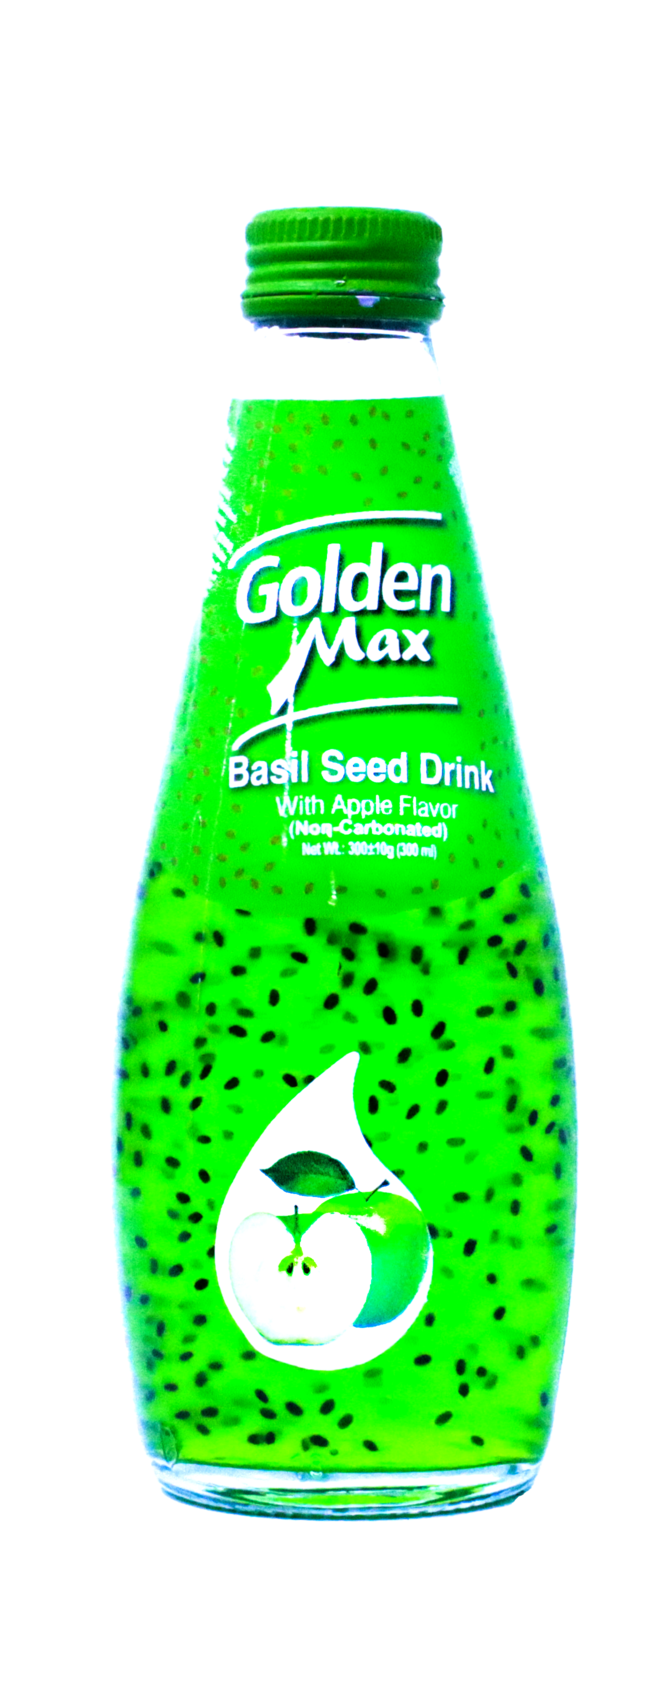 Golden
Max
Basil Seed Drink
With Apple Flavor
(Non-Carbonated)
Net Wt.: 300±10g (300 ml)